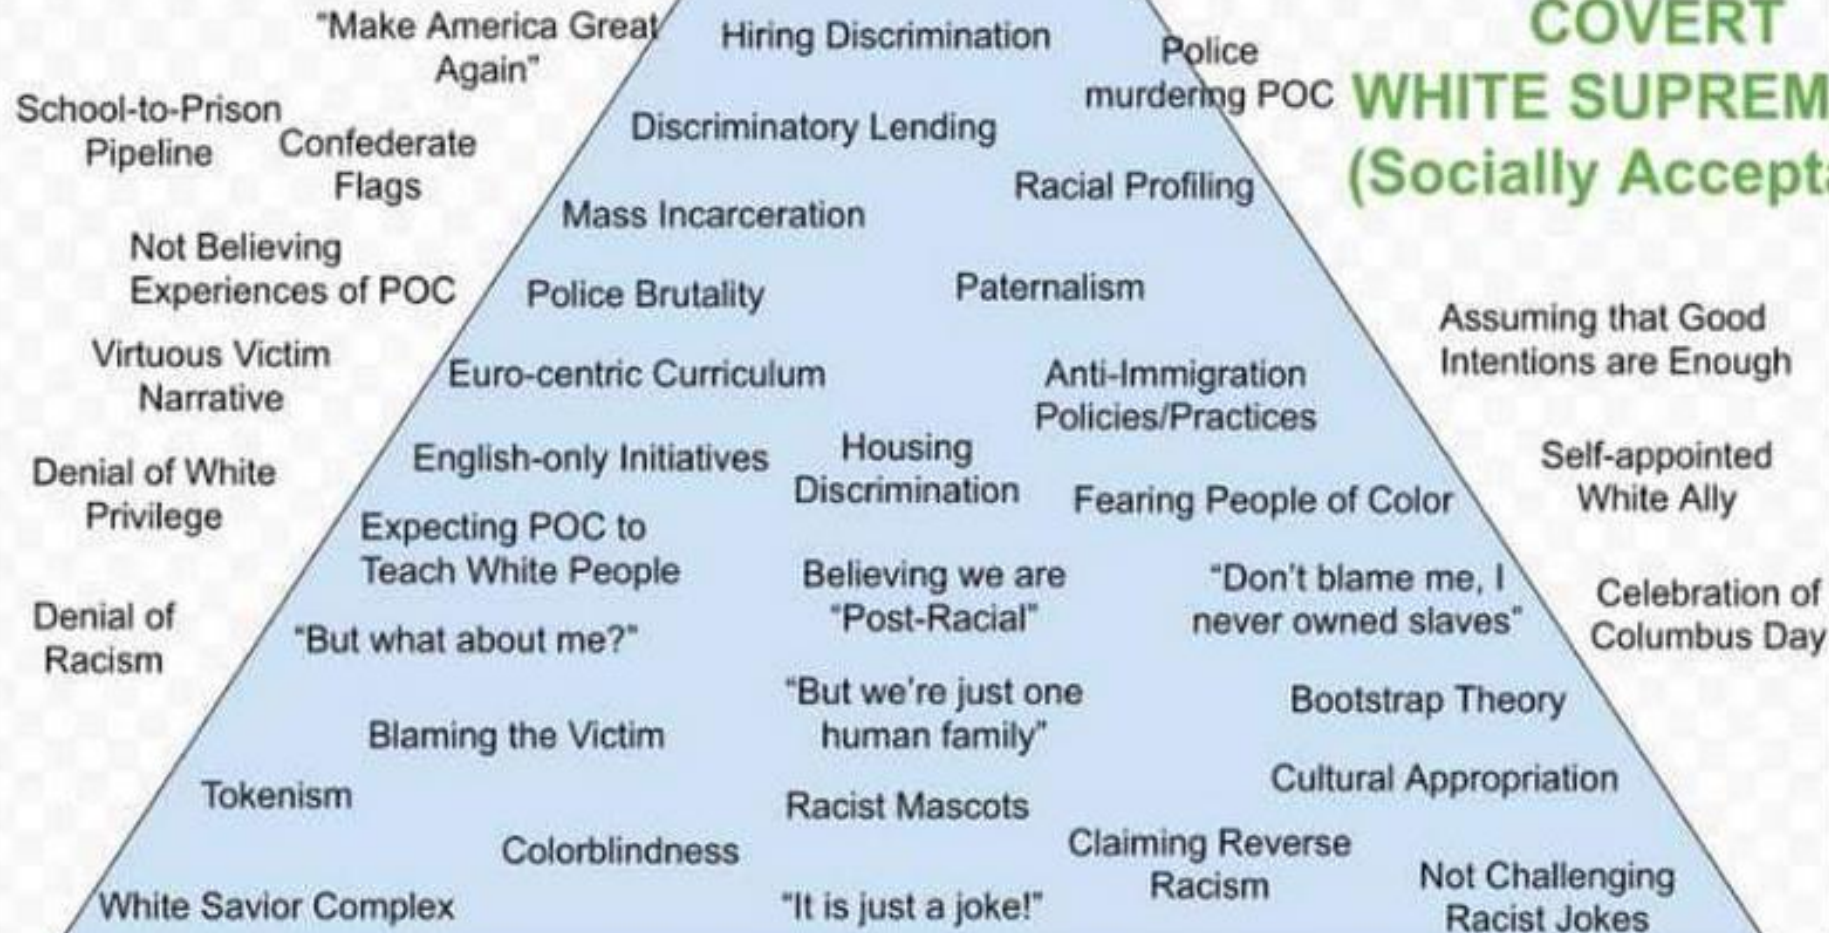 "Make America Great
Again"
Hiring Discrimination
Police
murdering POC
COVERT
WHITE SUPREM
(Socially Accepta
School-to-Prison
Pipeline
Confederate
Flags
Discriminatory Lending
Racial Profiling
Mass Incarceration
Not Believing
Experiences of POC
Police Brutality
Paternalism
Assuming that Good
Intentions are Enough
Virtuous Victim
Narrative
Euro-centric Curriculum
Anti-Immigration
Policies/Practices
Denial of White
Privilege
English-only Initiatives
Housing
Discrimination
Fearing People of Color
Self-appointed
White Ally
Expecting POC to
Teach White People
Believing we are
"Post-Racial"
"Don't blame me, I
never owned slaves"
Celebration of
Columbus Day
Denial of
Racism
"But what about me?"
"But we're just one
human family"
Bootstrap Theory
Blaming the Victim
Cultural Appropriation
Tokenism
Racist Mascots
Colorblindness
Claiming Reverse
Racism
Not Challenging
Racist Jokes
White Savior Complex
"It is just a joke!"